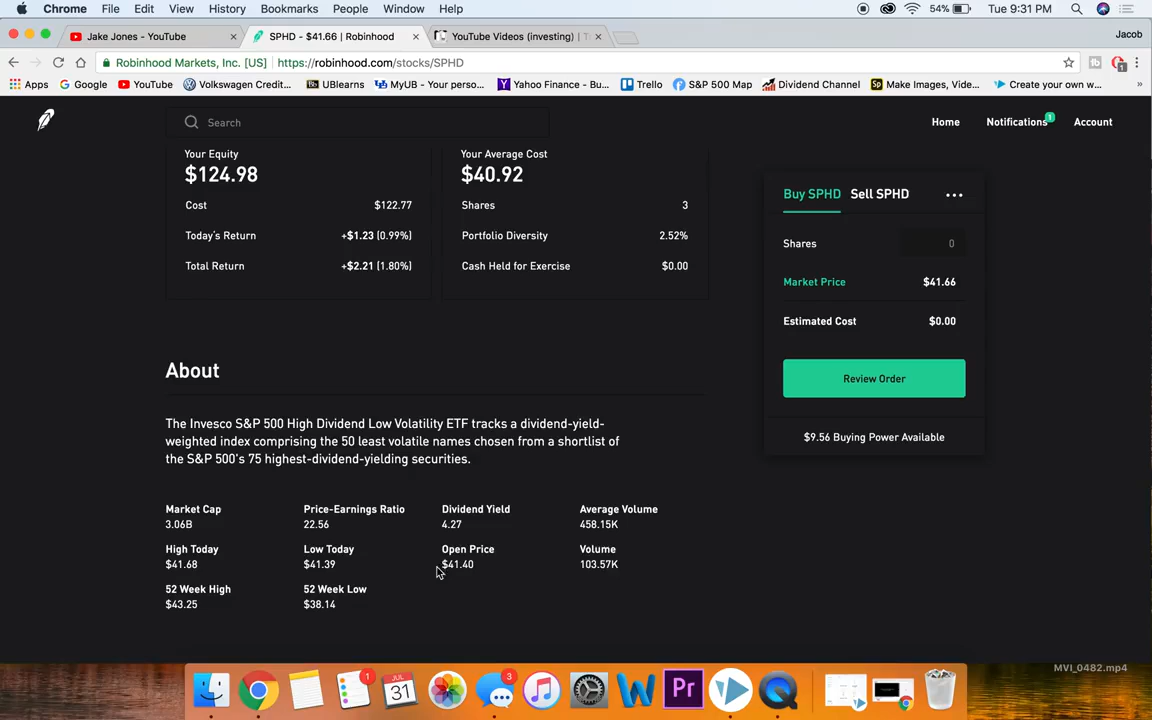 Chrome File Edit View History Bookmarks People Window Help 54% Tue 9:31 PM
Jake Jones - YouTube SPHD - $41.66 | Robinhood YouTube Videos (investing) | T Jacob
Robinhood Markets, Inc. [US] https://robinhood.com/stocks/SPHD
Apps Google YouTube Volkswagen Credit... UBlearns MyUB - Your perso... Yahoo Finance - Bu... Trello S&P 500 Map Dividend Channel Make Images, Vide... Create your own w... »
Search Home Notifications 1 Account
Your Equity Your Average Cost
$124.98 $40.92
Buy SPHD Sell SPHD
Cost $122.77 Shares 3
Today's Return +$1.23 (0.99%) Portfolio Diversity 2.52%
Shares 0
Total Return +$2.21 (1.80%) Cash Held for Exercise $0.00
Market Price $41.66
Estimated Cost $0.00
About
Review Order
The Invesco S&P 500 High Dividend Low Volatility ETF tracks a dividend-yield-
weighted index comprising the 50 least volatile names chosen from a shortlist of
the S&P 500's 75 highest-dividend-yielding securities.
$9.56 Buying Power Available
Market Cap Price-Earnings Ratio Dividend Yield Average Volume
3.06B 22.56 4.27 458.15K
High Today Low Today Open Price Volume
$41.68 $41.39 $41.40 103.57K
52 Week High 52 Week Low
$43.25 $38.14
MVI_0482.mp4
1 JUL 31 3 W Pr